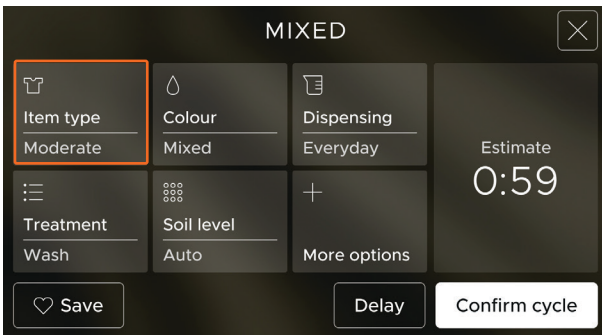 MIXED
Item type
Moderate
Colour
Mixed
Dispensing
Everyday
Estimate
0:59
Treatment
Wash
Soil level
Auto
More options
Save
Delay
Confirm cycle